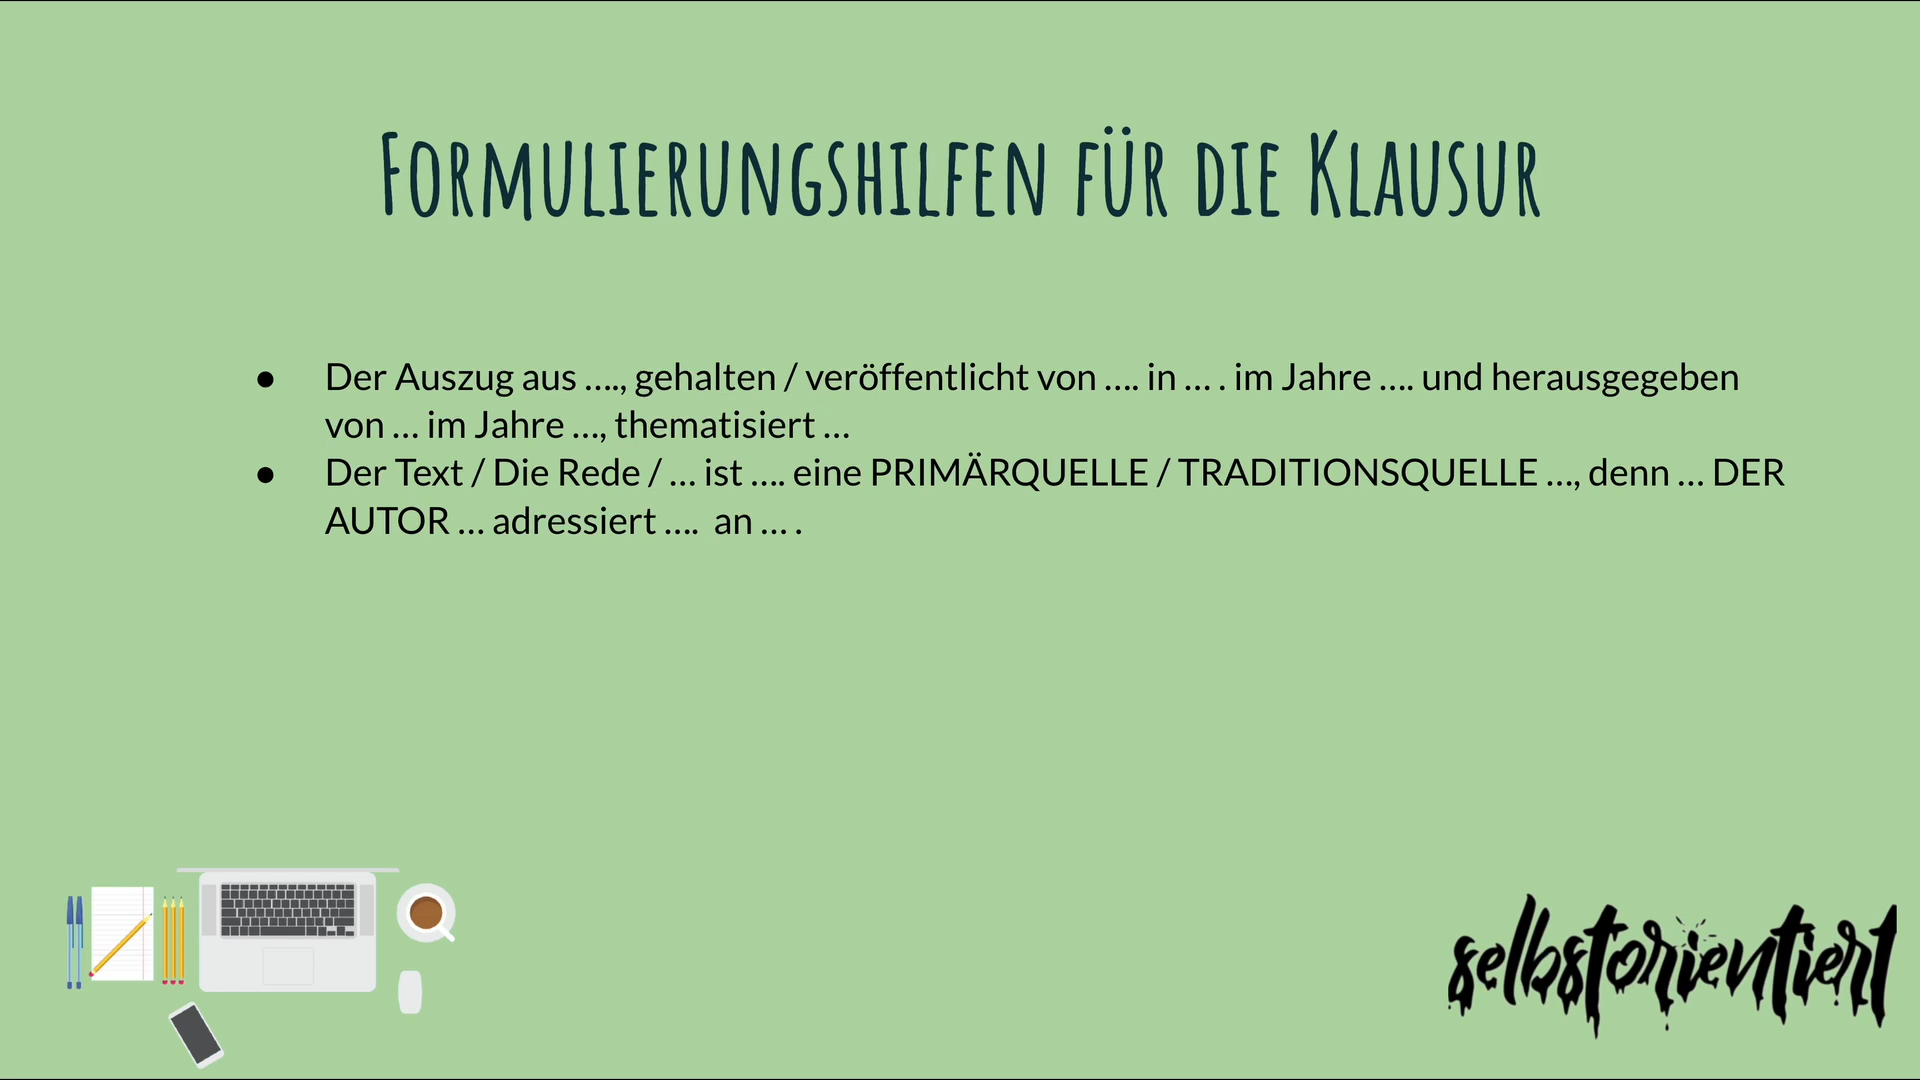 Formulierungshilfen für die Klausur
● Der Auszug aus …., gehalten / veröffentlicht von …. in … . im Jahre …. und herausgegeben
von … im Jahre …, thematisiert …
● Der Text / Die Rede / … ist …. eine PRIMÄRQUELLE / TRADITIONSQUELLE …, denn … DER
AUTOR … adressiert ….  an … .
selbstorientiert